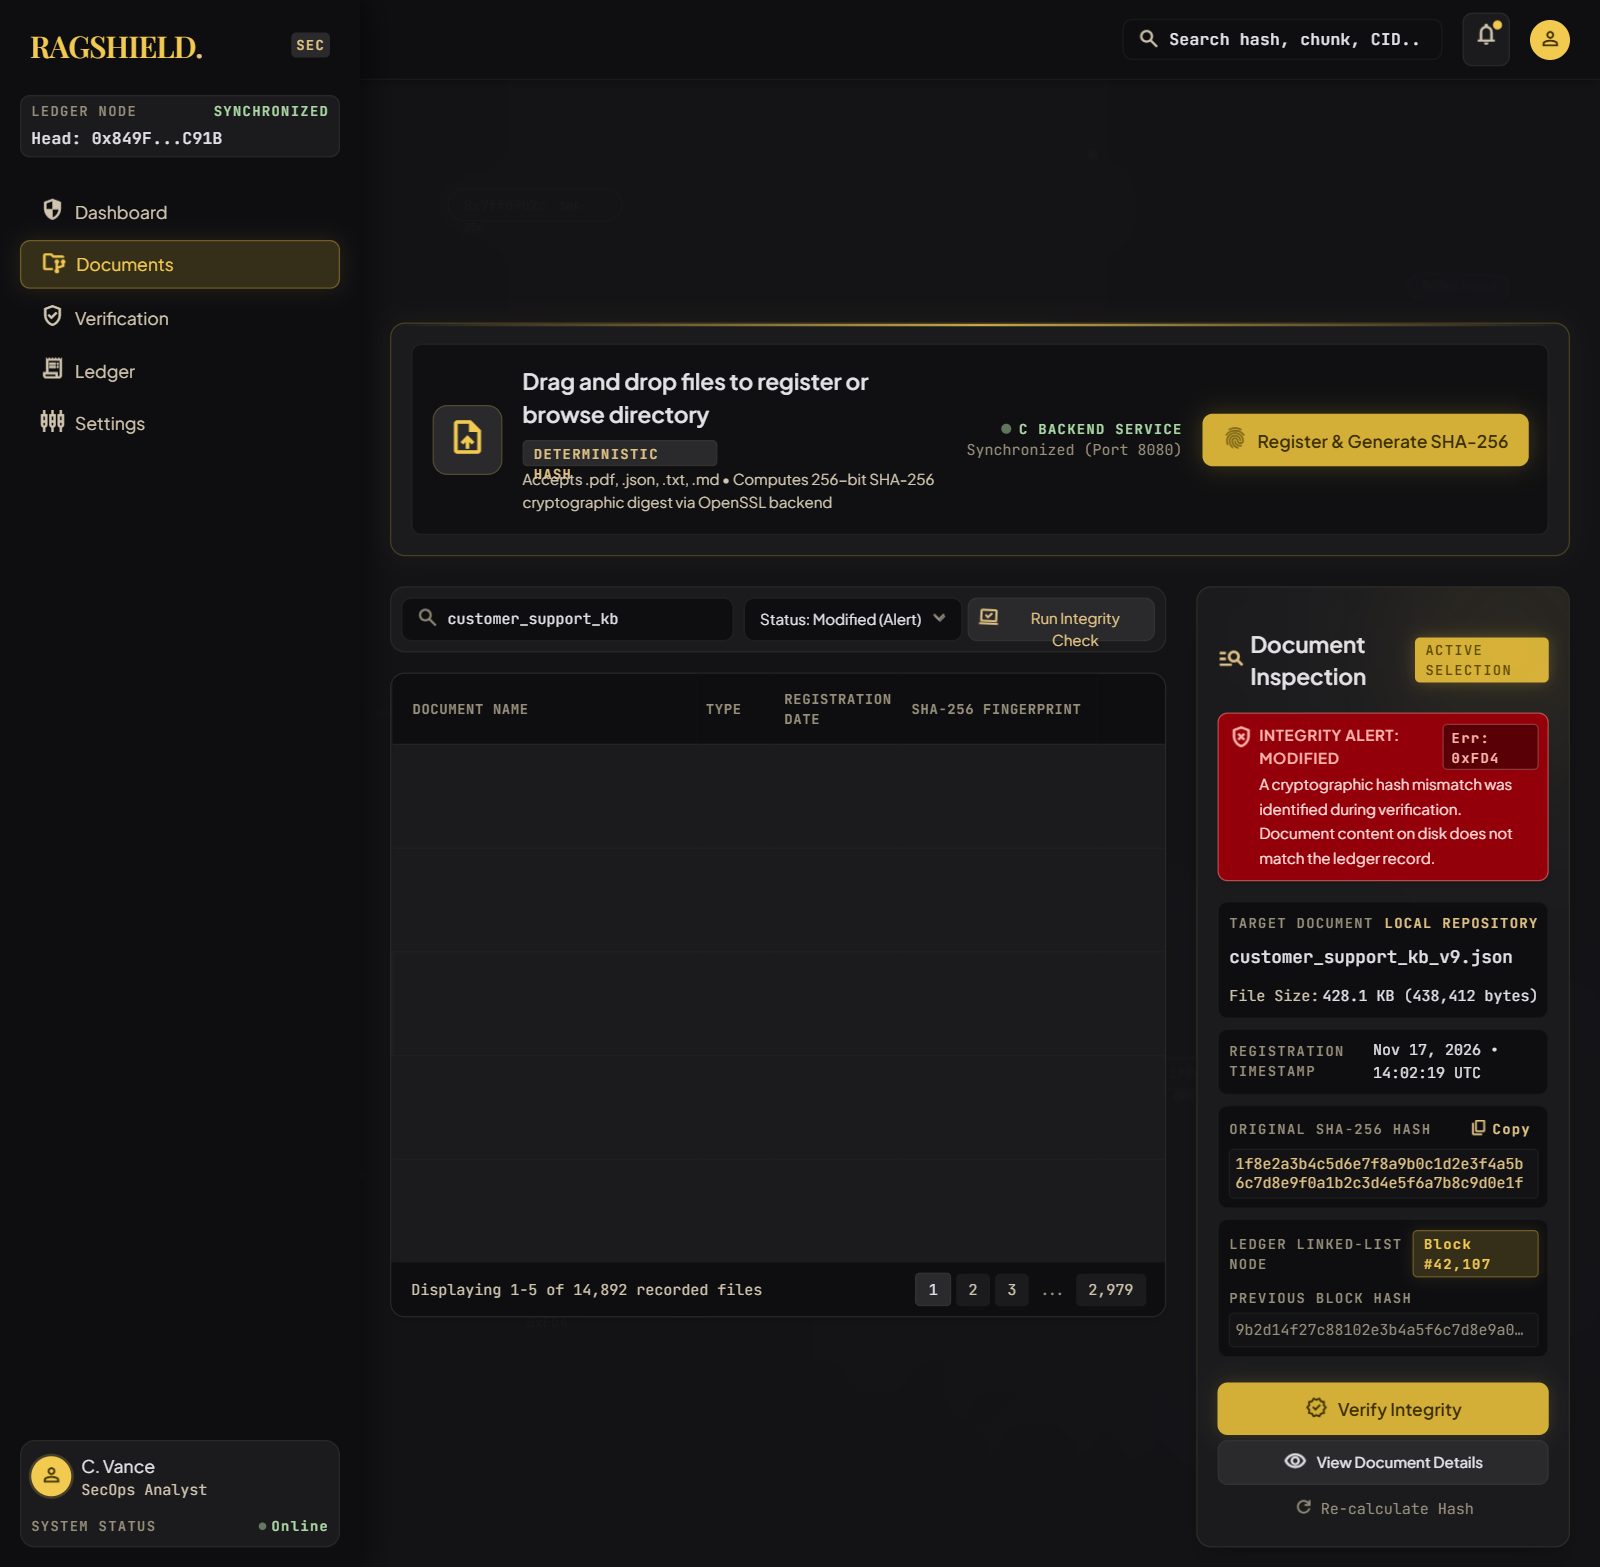 RAGSHIELD.
SEC
Search hash, chunk, CID..
LEDGER NODE
SYNCHRONIZED
Head: 0x849F...C91B
Dashboard
Documents
Verification
Ledger
Settings
Drag and drop files to register or
browse directory
DETERMINISTIC
HASH
Accepts .pdf, .json, .txt, .md • Computes 256-bit SHA-256
cryptographic digest via OpenSSL backend
C BACKEND SERVICE
Synchronized (Port 8080)
Register & Generate SHA-256
customer_support_kb
Status: Modified (Alert)
Run Integrity
Check
DOCUMENT NAME
TYPE
REGISTRATION
DATE
SHA-256 FINGERPRINT
Displaying 1-5 of 14,892 recorded files
1
2
3
...
2,979
Document
Inspection
ACTIVE
SELECTION
INTEGRITY ALERT:
MODIFIED
Err:
0xFD4
A cryptographic hash mismatch was
identified during verification.
Document content on disk does not
match the ledger record.
TARGET DOCUMENT
LOCAL REPOSITORY
customer_support_kb_v9.json
File Size: 428.1 KB (438,412 bytes)
REGISTRATION
TIMESTAMP
Nov 17, 2026 •
14:02:19 UTC
ORIGINAL SHA-256 HASH
Copy
1f8e2a3b4c5d6e7f8a9b0c1d2e3f4a5b
6c7d8e9f0a1b2c3d4e5f6a7b8c9d0e1f
LEDGER LINKED-LIST
NODE
Block
#42,107
PREVIOUS BLOCK HASH
9b2d14f27c88102e3b4a5f6c7d8e9a0…
Verify Integrity
View Document Details
Re-calculate Hash
C. Vance
SecOps Analyst
SYSTEM STATUS
Online